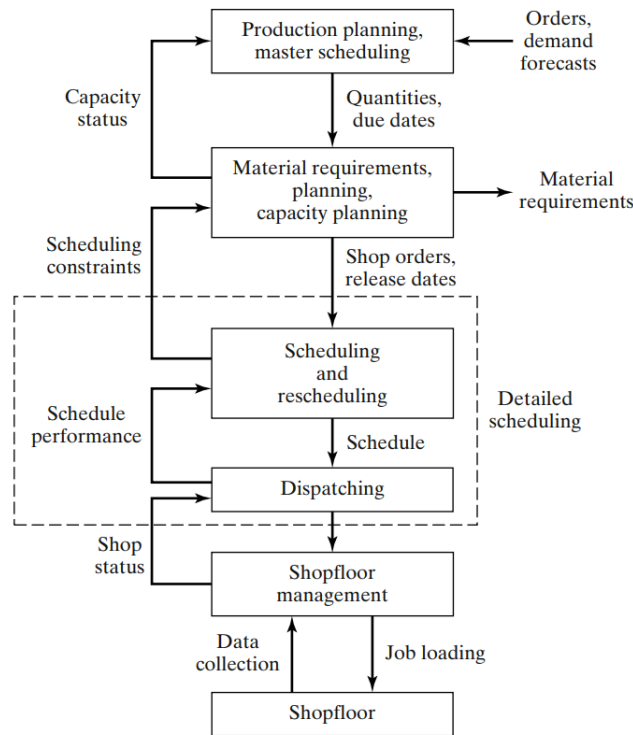 Production planning,
master scheduling
Orders,
demand
forecasts
Capacity
status
Quantities,
due dates
Material requirements,
planning,
capacity planning
Material
requirements
Scheduling
constraints
Shop orders,
release dates
Scheduling
and
rescheduling
Detailed
scheduling
Schedule
performance
Schedule
Dispatching
Shop
status
Shopfloor
management
Data
collection
Job loading
Shopfloor